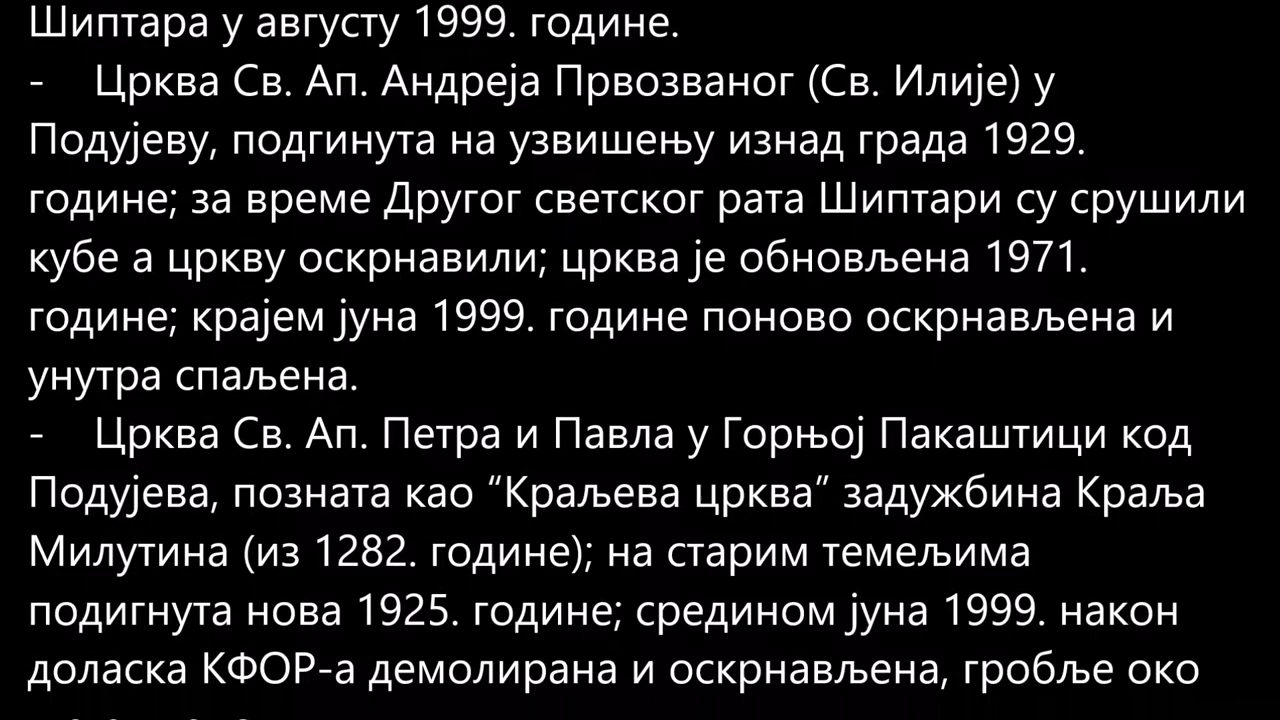 Шиптара у августу 1999. године.
- Црква Св. Ап. Андреја Првозваног (Св. Илије) у
Подујеву, подгинута на узвишењу изнад града 1929.
године; за време Другог светског рата Шиптари су срушили
кубе а цркву оскрнавили; црква је обновљена 1971.
године; крајем јуна 1999. године поново оскрнављена и
унутра спаљена.
- Црква Св. Ап. Петра и Павла у Горњој Пакаштици код
Подујева, позната као “Краљева црква” задужбина Краља
Милутина (из 1282. године); на старим темељима
подигнута нова 1925. године; средином јуна 1999. након
доласка КФОР-а демолирана и оскрнављена, гробље око